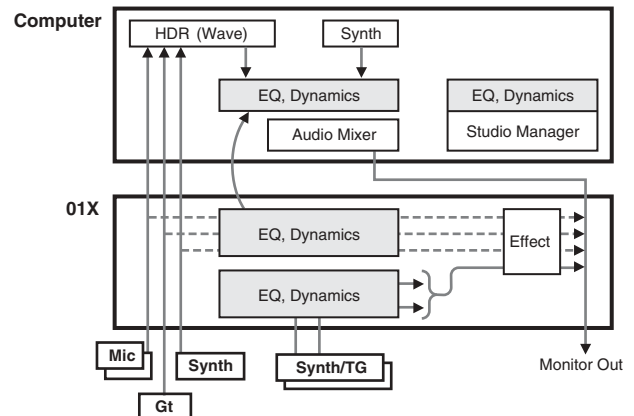 Computer
HDR (Wave)
Synth
EQ, Dynamics
EQ, Dynamics
Audio Mixer
Studio Manager
01X
EQ, Dynamics
Effect
EQ, Dynamics
Mic
Synth
Synth/TG
Monitor Out
Gt